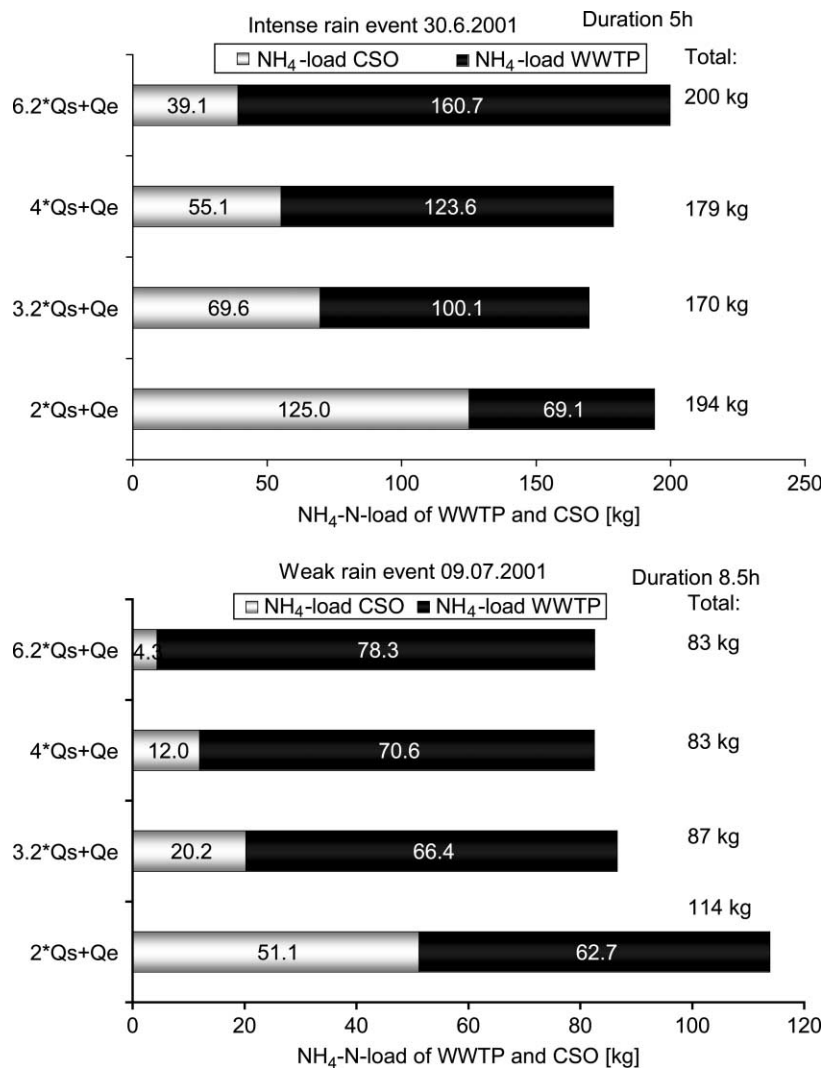 Intense rain event 30.6.2001 Duration 5h
NH₄-load CSO NH₄-load WWTP Total:
6.2*Qs+Qe 39.1 160.7 200 kg
4*Qs+Qe 55.1 123.6 179 kg
3.2*Qs+Qe 69.6 100.1 170 kg
2*Qs+Qe 125.0 69.1 194 kg
0 50 100 150 200 250
NH₄-N-load of WWTP and CSO [kg]
Weak rain event 09.07.2001 Duration 8.5h
NH₄-load CSO NH₄-load WWTP Total:
6.2*Qs+Qe 4.3 78.3 83 kg
4*Qs+Qe 12.0 70.6 83 kg
3.2*Qs+Qe 20.2 66.4 87 kg
114 kg
2*Qs+Qe 51.1 62.7
0 20 40 60 80 100 120
NH₄-N-load of WWTP and CSO [kg]